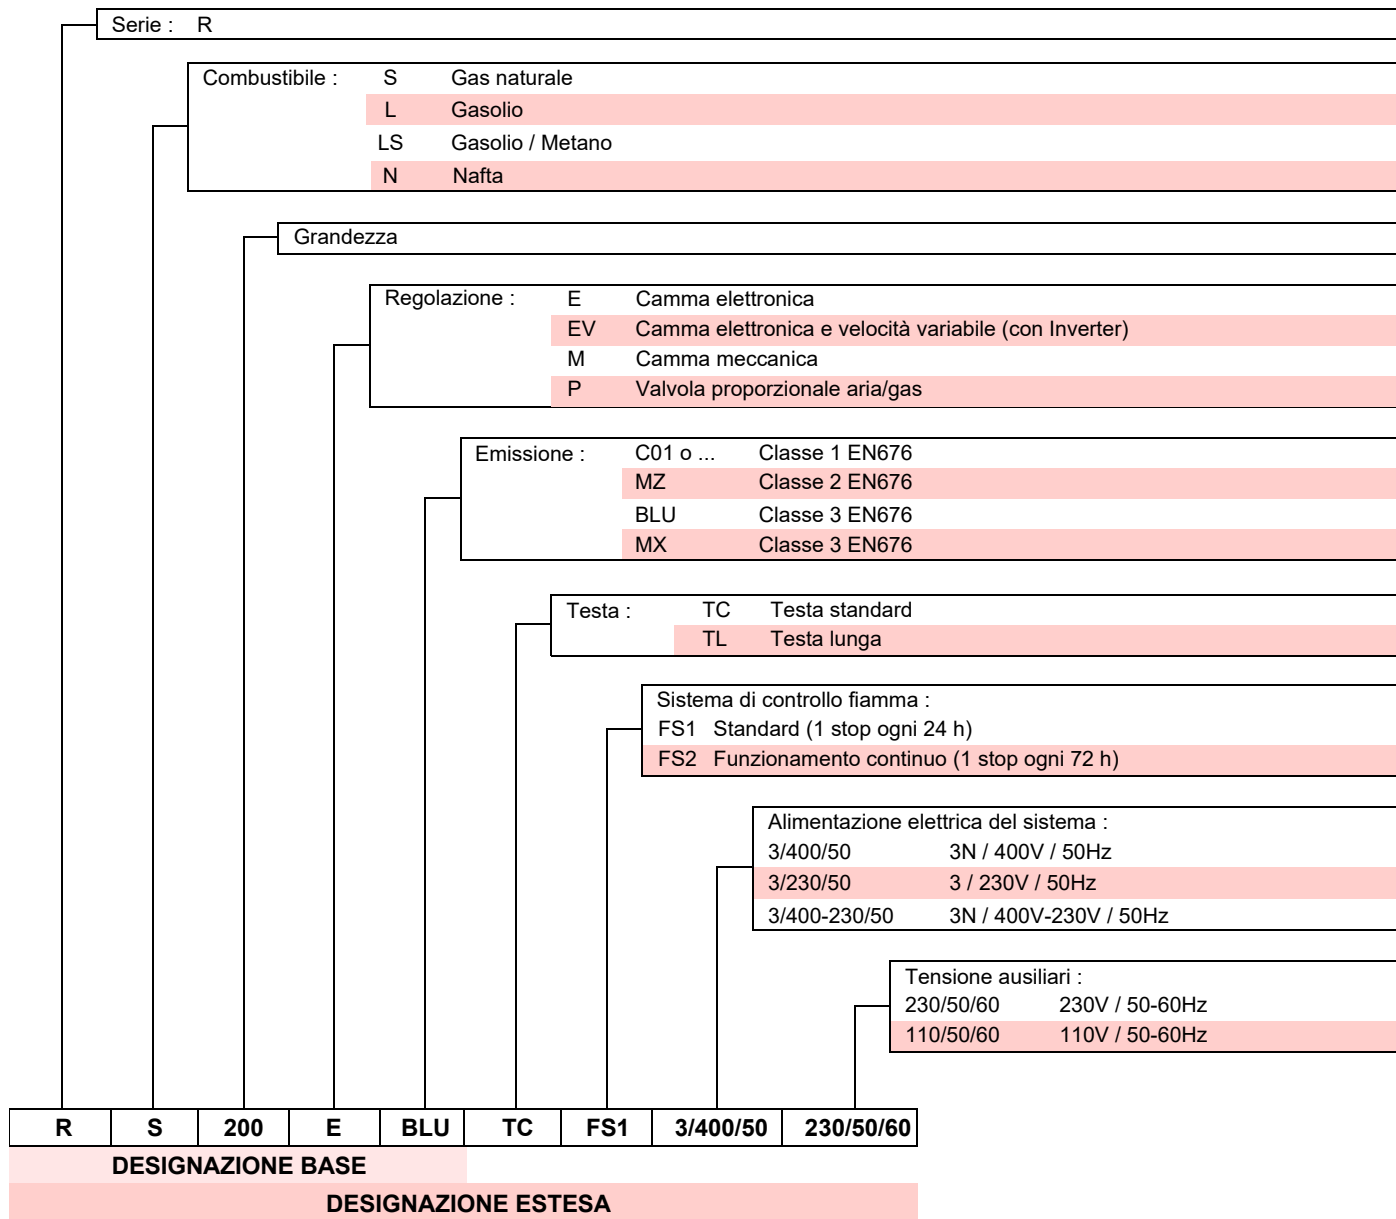 Serie : R
Combustibile : S Gas naturale
L Gasolio
LS Gasolio / Metano
N Nafta
Grandezza
Regolazione : E Camma elettronica
EV Camma elettronica e velocità variabile (con Inverter)
M Camma meccanica
P Valvola proporzionale aria/gas
Emissione : C01 o ... Classe 1 EN676
MZ Classe 2 EN676
BLU Classe 3 EN676
MX Classe 3 EN676
Testa : TC Testa standard
TL Testa lunga
Sistema di controllo fiamma :
FS1 Standard (1 stop ogni 24 h)
FS2 Funzionamento continuo (1 stop ogni 72 h)
Alimentazione elettrica del sistema :
3/400/50 3N / 400V / 50Hz
3/230/50 3 / 230V / 50Hz
3/400-230/50 3N / 400V-230V / 50Hz
Tensione ausiliari :
230/50/60 230V / 50-60Hz
110/50/60 110V / 50-60Hz
R S 200 E BLU TC FS1 3/400/50 230/50/60
DESIGNAZIONE BASE
DESIGNAZIONE ESTESA